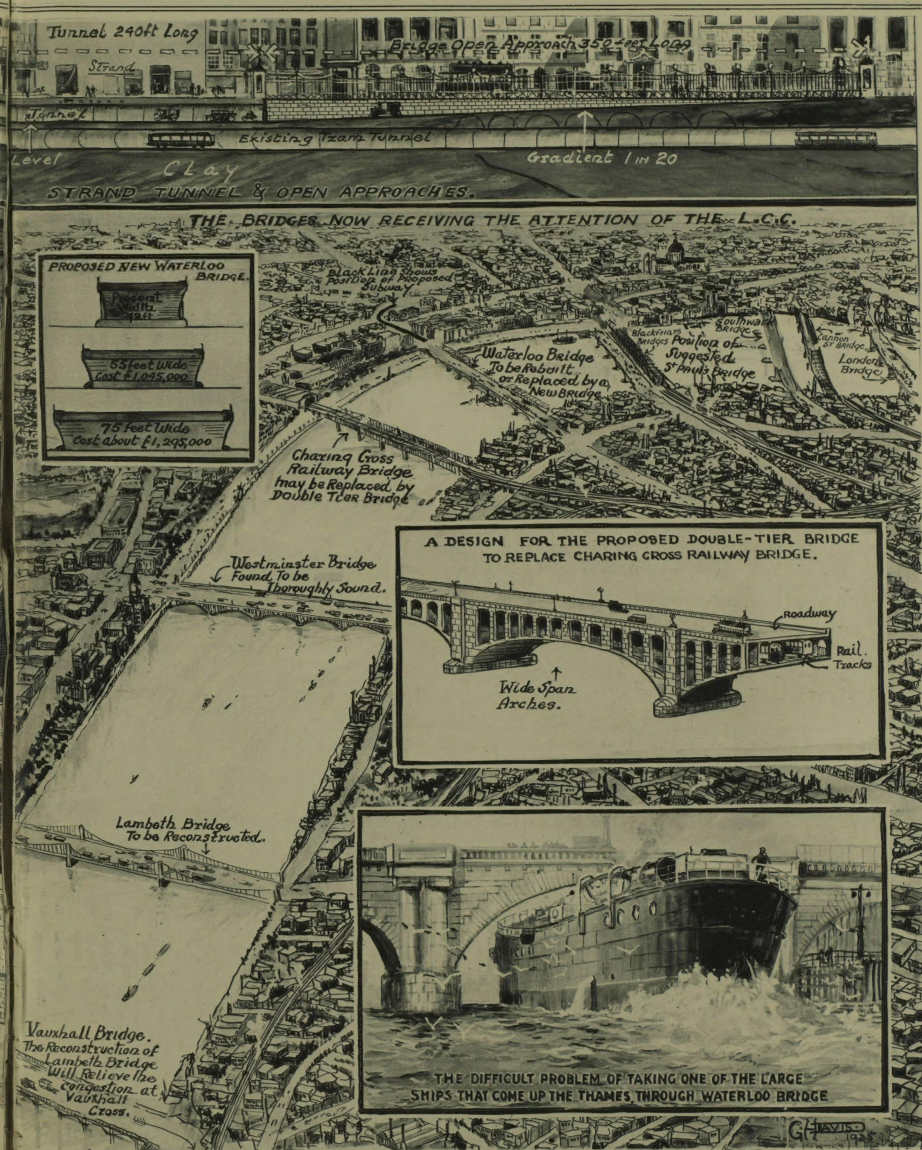 Tunnel 240ft Long
Bridge Open Approach 350 feet Long
Strand
Tunnel
Existing Tram Tunnel
Level
Gradient 1 IN 20
Clay
STRAND TUNNEL & OPEN APPROACHES.
THE BRIDGES NOW RECEIVING THE ATTENTION OF THE L.C.C.
PROPOSED NEW WATERLOO
BRIDGE.
Present
Width
42ft
55 feet Wide
Cost £1,045,000
75 Feet Wide
Cost about £1,295,000
Black Line Shows
Position of Proposed
Subway
Waterloo Bridge
To be Rebuilt
or Replaced by a
New Bridge
Blackfriars
Bridges
Position of
Suggested
St Pauls Bridge
Southwark
Bridge
Cannon
St Bridge
London
Bridge
Charing Cross
Railway Bridge
may be Replaced by
Double Tier Bridge
Westminster Bridge
Found To be
Thoroughly Sound.
A DESIGN FOR THE PROPOSED DOUBLE-TIER BRIDGE
TO REPLACE CHARING CROSS RAILWAY BRIDGE.
Roadway
Rail.
Tracks
Wide Span
Arches.
Lambeth Bridge
To be Reconstructed.
Vauxhall Bridge.
The Reconstruction of
Lambeth Bridge
Will Relieve the
congestion at
Vauxhall
Cross.
THE DIFFICULT PROBLEM OF TAKING ONE OF THE LARGE
SHIPS THAT COME UP THE THAMES, THROUGH WATERLOO BRIDGE
G H DAVIS
1925